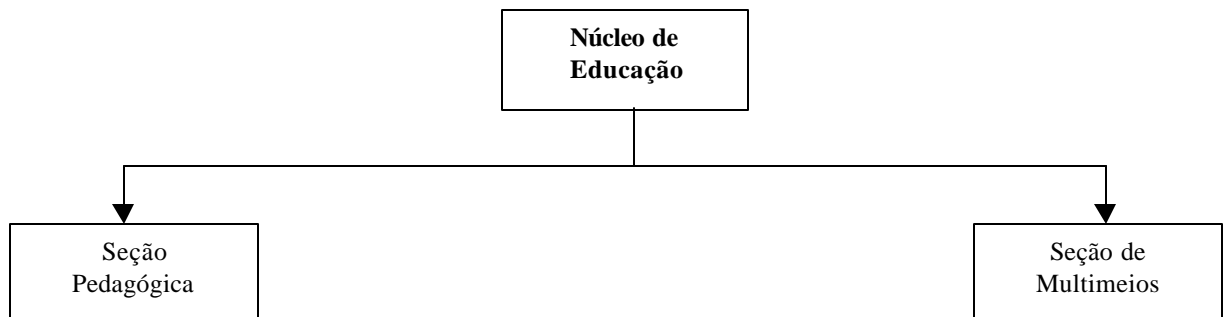 Núcleo de
Educação
Seção
Pedagógica
Seção de
Multimeios